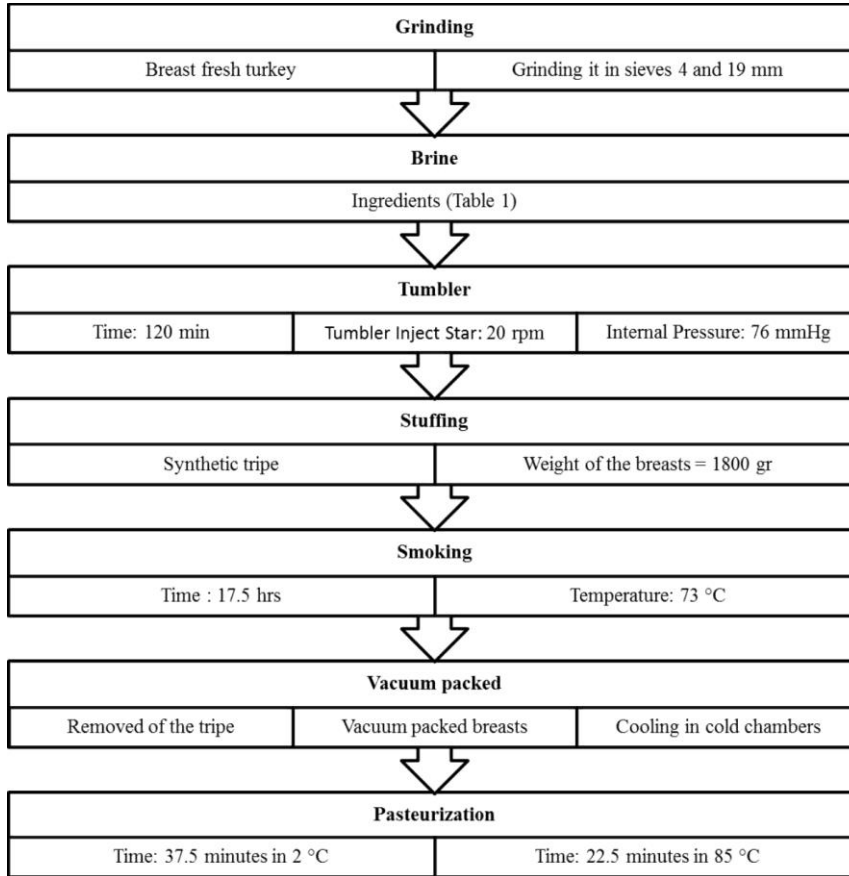 Grinding
Breast fresh turkey
Grinding it in sieves 4 and 19 mm
Brine
Ingredients (Table 1)
Tumbler
Time: 120 min
Tumbler Inject Star: 20 rpm
Internal Pressure: 76 mmHg
Stuffing
Synthetic tripe
Weight of the breasts = 1800 gr
Smoking
Time : 17.5 hrs
Temperature: 73 °C
Vacuum packed
Removed of the tripe
Vacuum packed breasts
Cooling in cold chambers
Pasteurization
Time: 37.5 minutes in 2 °C
Time: 22.5 minutes in 85 °C